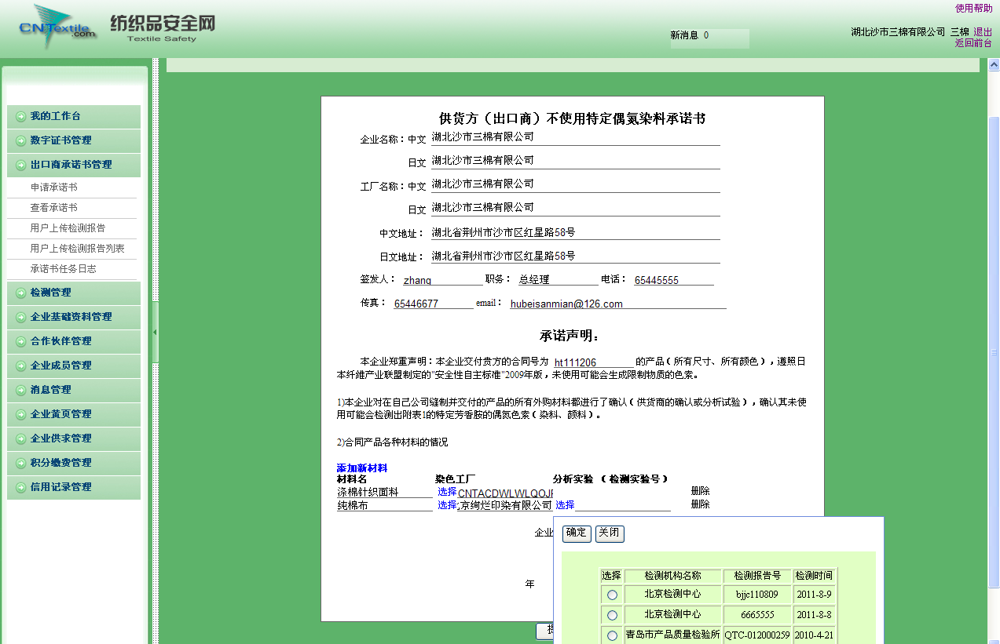 使用帮助
CNTextile.com 纺织品安全网
Textile Safety
新消息 0
湖北沙市三棉有限公司 三棉 退出
返回前台
我的工作台
数字证书管理
出口商承诺书管理
申请承诺书
查看承诺书
用户上传检测报告
用户上传检测报告列表
承诺书任务日志
检测管理
企业基础资料管理
合作伙伴管理
企业成员管理
消息管理
企业黄页管理
企业供求管理
积分缴费管理
信用记录管理
供货方（出口商）不使用特定偶氮染料承诺书
企业名称：中文 湖北沙市三棉有限公司
日文 湖北沙市三棉有限公司
工厂名称：中文 湖北沙市三棉有限公司
日文 湖北沙市三棉有限公司
中文地址： 湖北省荆州市沙市区红星路58号
日文地址： 湖北省荆州市沙市区红星路58号
签发人： zhang 职务： 总经理 电话： 65445555
传真： 65446677 email： hubeisanmian@126.com
承诺声明：
本企业郑重声明：本企业交付贵方的合同号为 ht111206 的产品（所有尺寸、所有颜色），遵照日
本纤维产业联盟制定的"安全性自主标准"2009年版，未使用可能会生成限制物质的色素。
1)本企业对在自己公司缝制并交付的产品的所有外购材料都进行了确认（供货商的确认或分析试验），确认其未使
用可能会检测出附表1的特定芳香胺的偶氮色素（染料、颜料）。
2)合同产品各种材料的情况
添加新材料
材料名 染色工厂 分析实验 （检测实验号）
涤棉针织面料 选择 CNTACDWLWLQOJF 删除
纯棉布 选择 京绚烂印染有限公司 选择 删除
企业
年
确定 关闭
选择 检测机构名称 检测报告号 检测时间
北京检测中心 bjjc110809 2011-8-9
北京检测中心 6665555 2011-8-8
青岛市产品质量检验所 QTC-012000259 2010-4-21